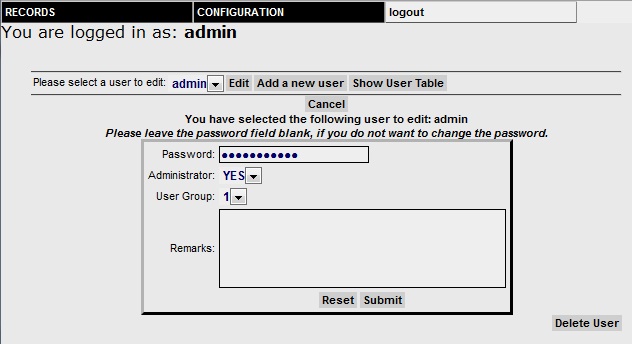 RECORDS CONFIGURATION logout
You are logged in as: admin
Please select a user to edit: admin Edit Add a new user Show User Table
Cancel
You have selected the following user to edit: admin
Please leave the password field blank, if you do not want to change the password.
Password: ●●●●●●●●●●●
Administrator: YES
User Group: 1
Remarks:
Reset Submit
Delete User